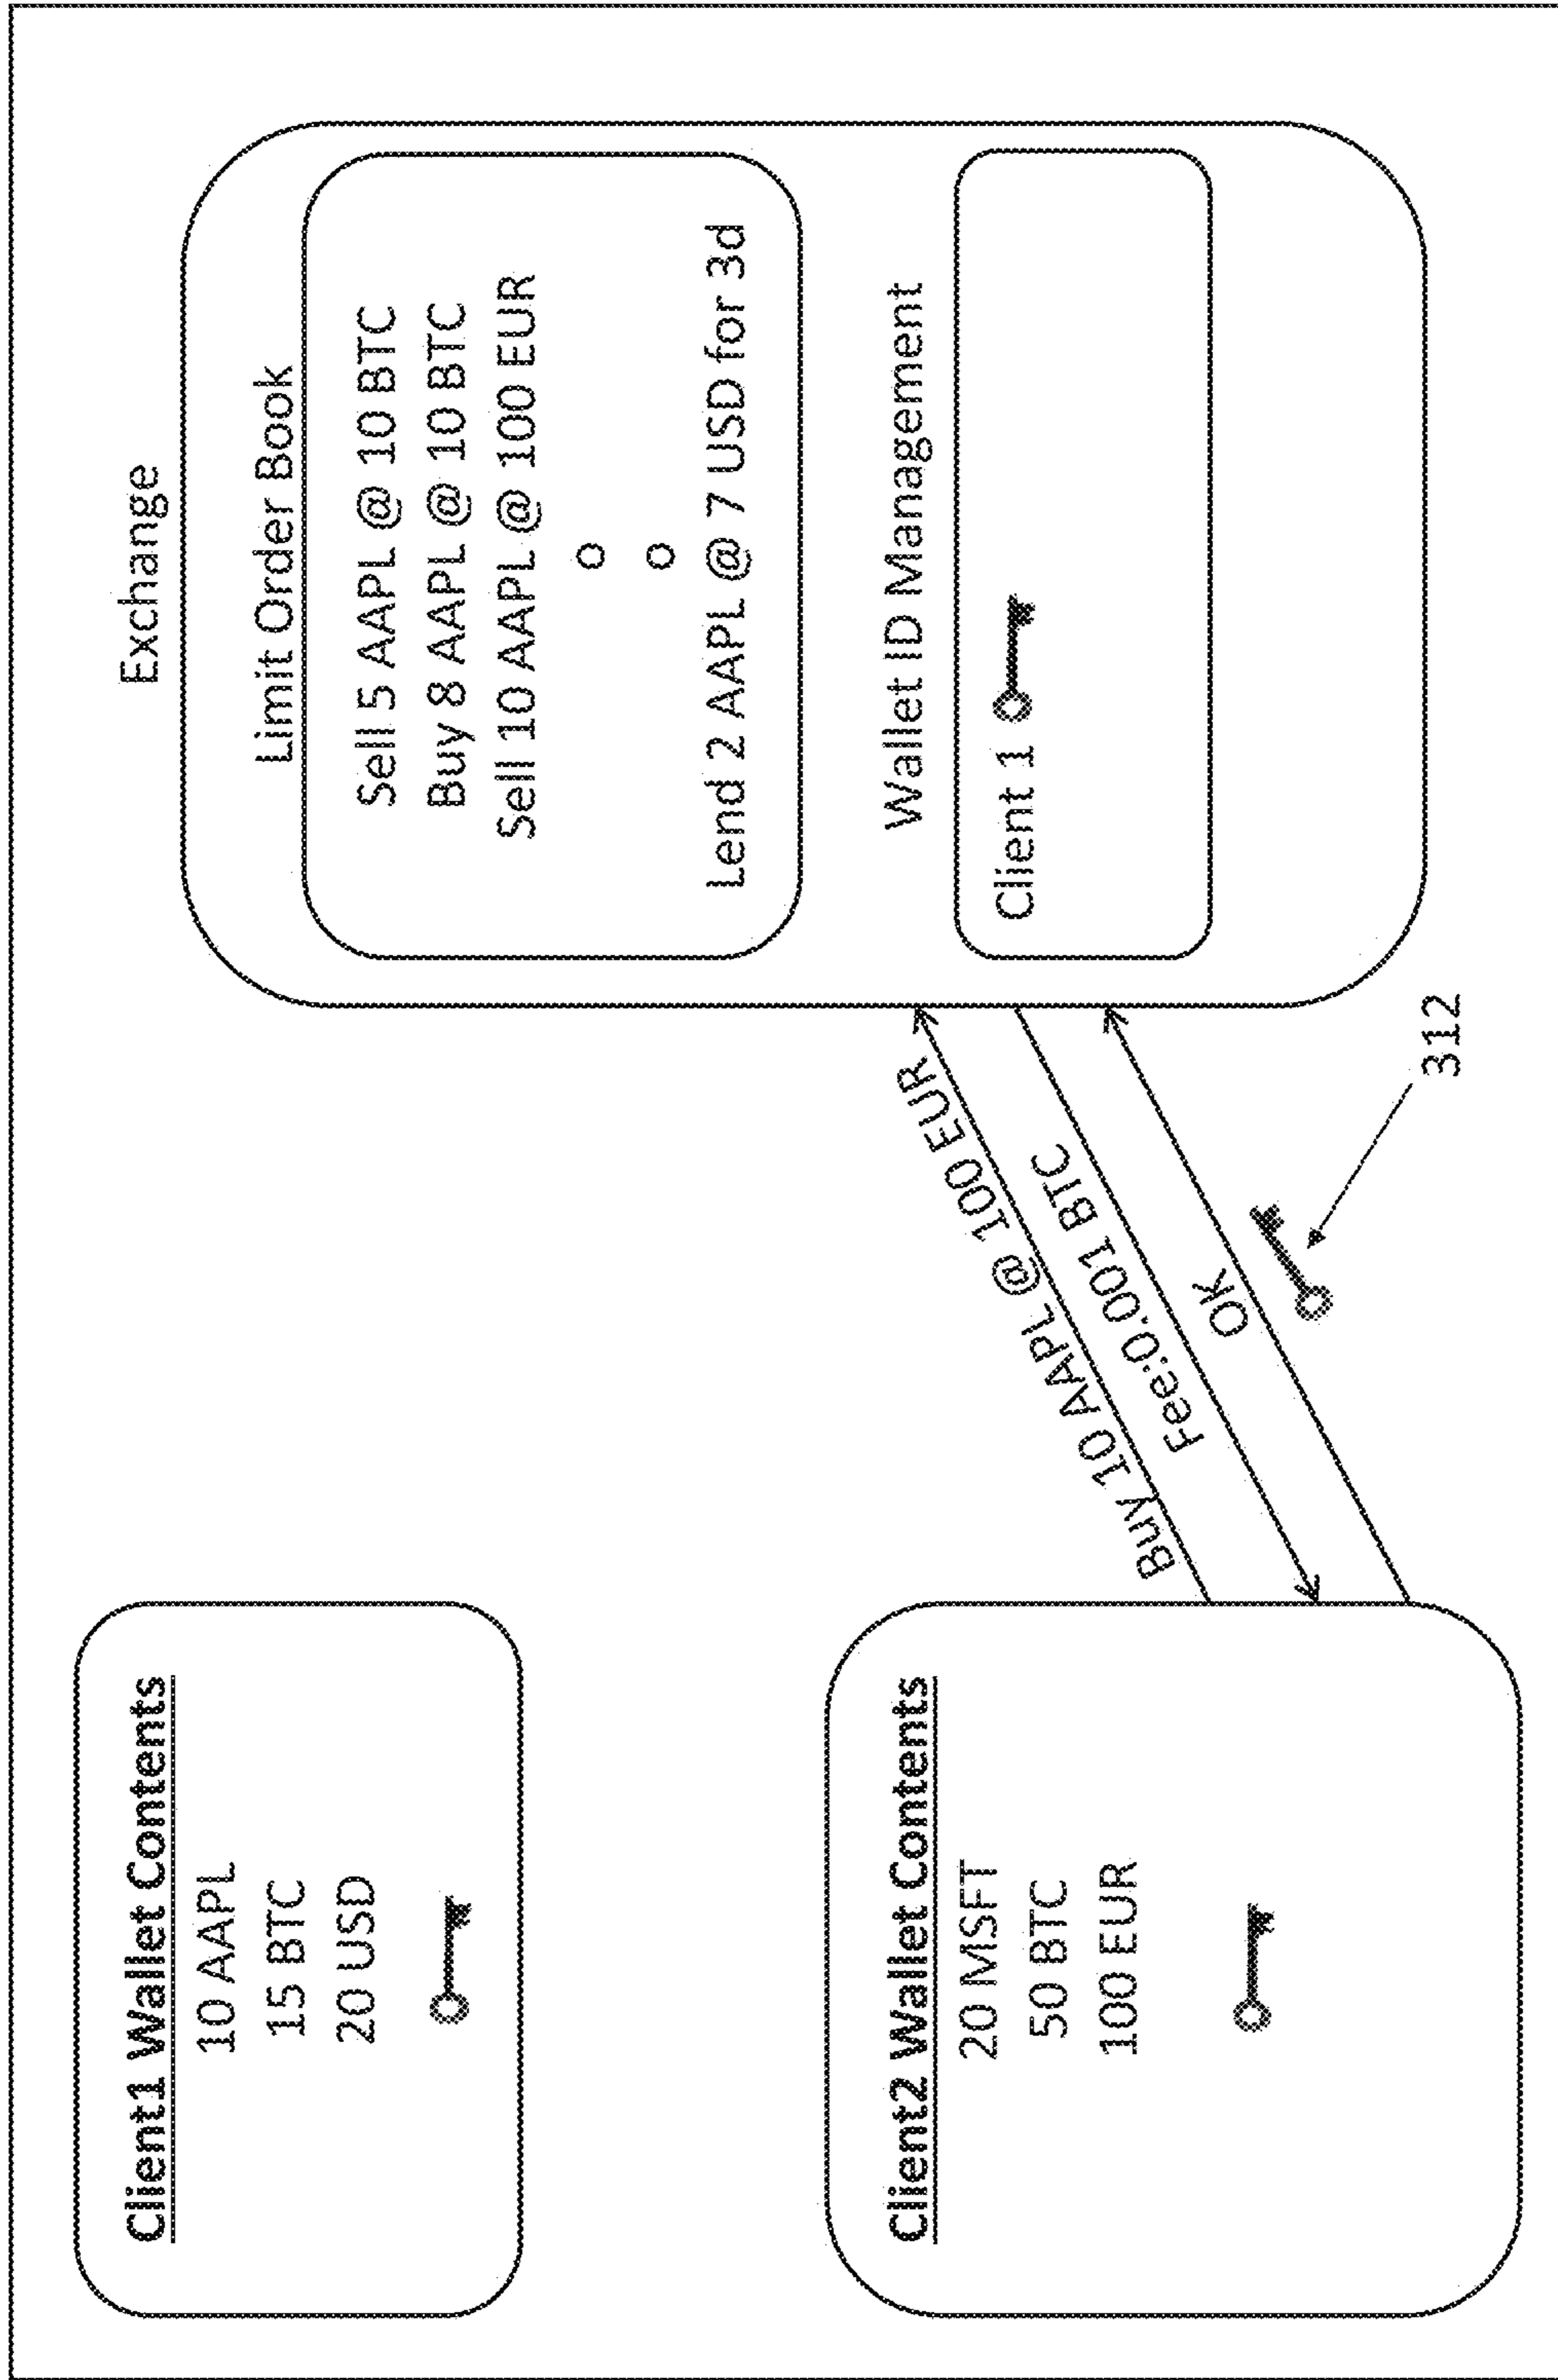 Client1 Wallet Contents
10 AAPL
15 BTC
20 USD
Client2 Wallet Contents
20 MSFT
50 BTC
100 EUR
Buy 10 AAPL @ 100 EUR
Fee:0.001 BTC
OK
312
Exchange
Limit Order Book
Sell 5 AAPL @ 10 BTC
Buy 8 AAPL @ 10 BTC
Sell 10 AAPL @ 100 EUR
Lend 2 AAPL @ 7 USD for 3d
Wallet ID Management
Client 1